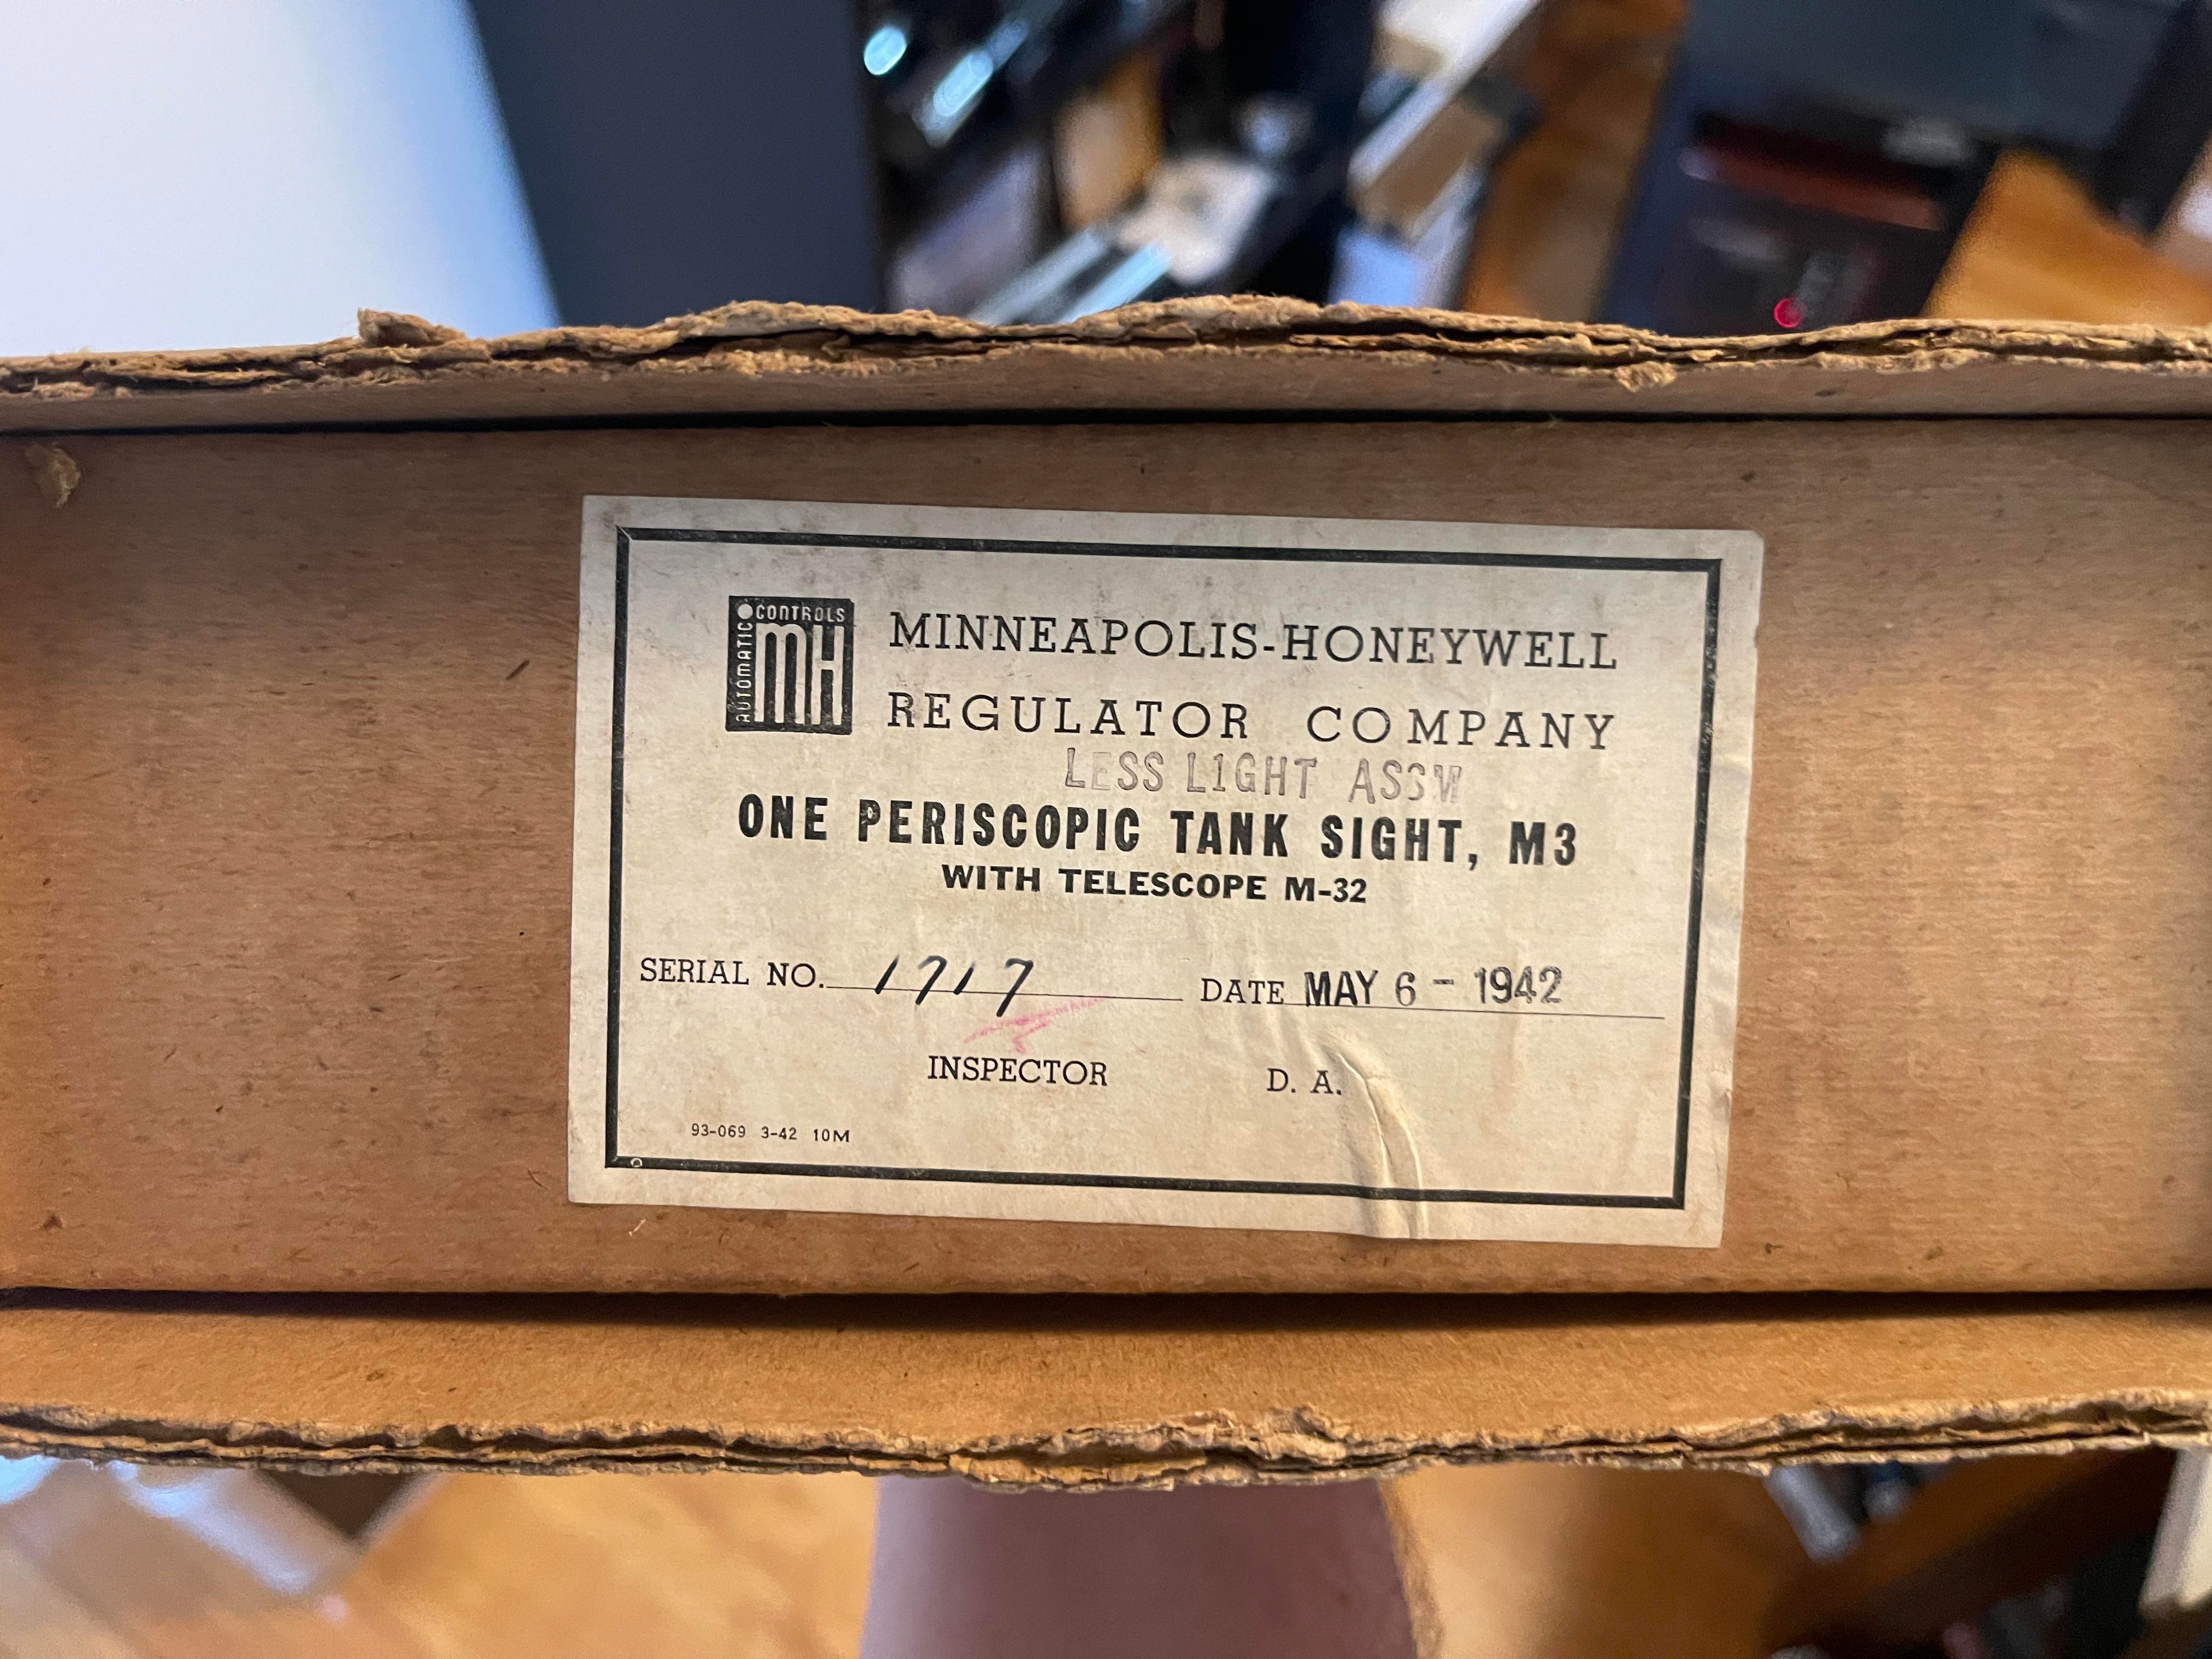 AUTOMATIC CONTROLS
MH
MINNEAPOLIS-HONEYWELL
REGULATOR COMPANY
LESS LIGHT ASSY
ONE PERISCOPIC TANK SIGHT, M3
WITH TELESCOPE M-32
SERIAL NO. 1717 DATE MAY 6 - 1942
INSPECTOR D. A.
93-069 3-42 10M